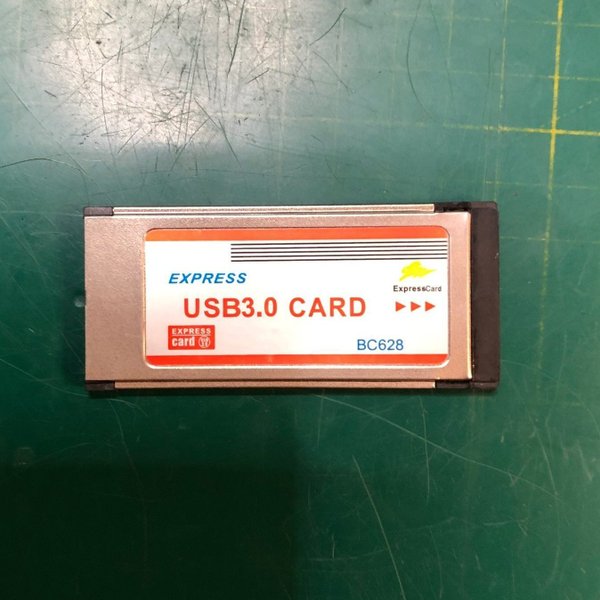 EXPRESS
ExpressCard
USB3.0 CARD
EXPRESS
card
BC628